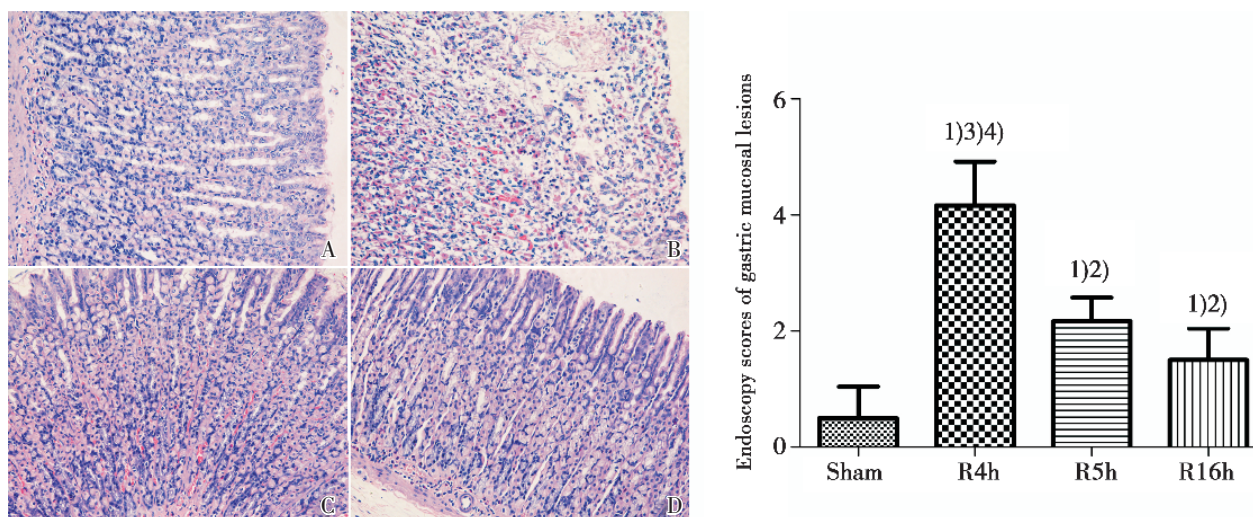 A
B
C
D
Endoscopy scores of gastric mucosal lesions
6
4
2
0
1)3)4)
1)2)
1)2)
Sham
R4h
R5h
R16h